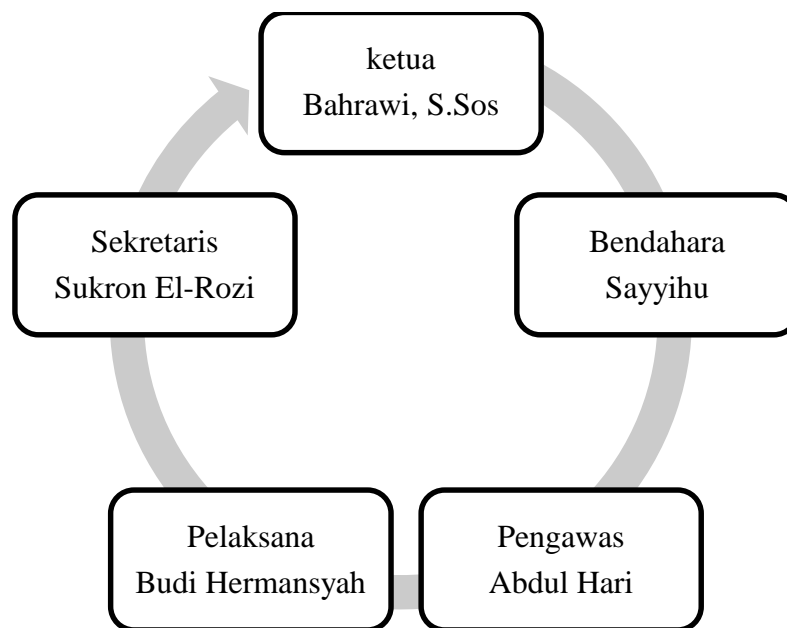 ketua
Bahrawi, S.Sos
Bendahara
Sayyihu
Pengawas
Abdul Hari
Pelaksana
Budi Hermansyah
Sekretaris
Sukron El-Rozi